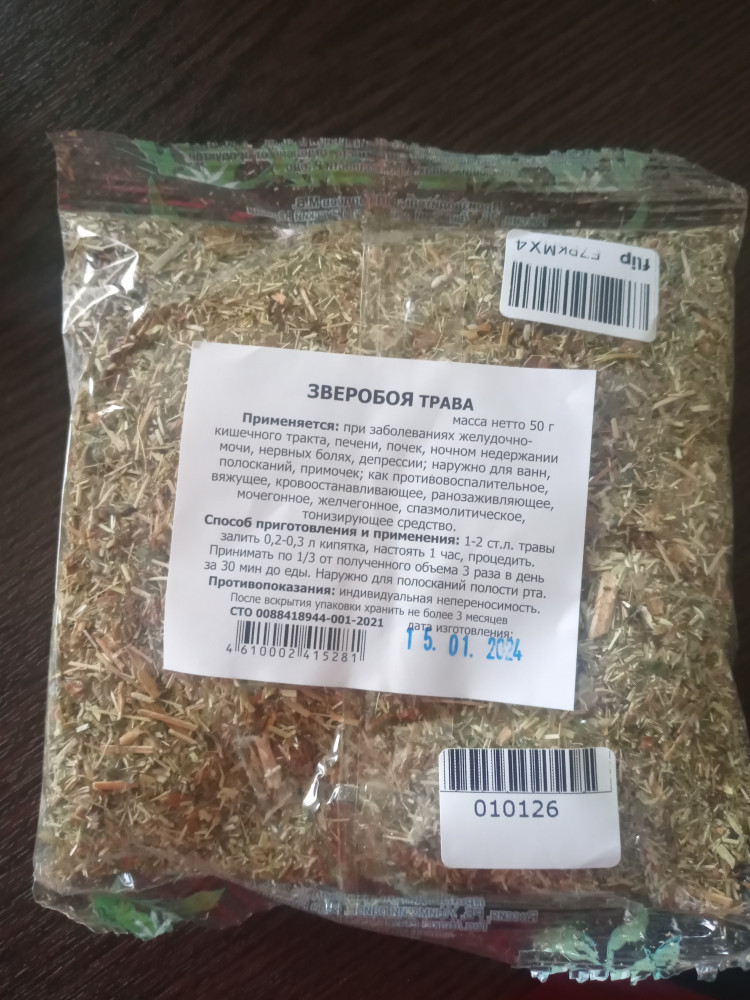 flip
F7PкMX4
ЗВЕРОБОЯ ТРАВА
масса нетто 50 г
Применяется: при заболеваниях желудочно-
кишечного тракта, печени, почек, ночном недержании
мочи, нервных болях, депрессии; наружно для ванн,
полосканий, примочек; как противовоспалительное,
вяжущее, кровоостанавливающее, ранозаживляющее,
мочегонное, желчегонное, спазмолитическое,
тонизирующее средство.
Способ приготовления и применения: 1-2 ст.л. травы
залить 0,2-0,3 л кипятка, настоять 1 час, процедить.
Принимать по 1/3 от полученного объема 3 раза в день
за 30 мин до еды. Наружно для полосканий полости рта.
Противопоказания: индивидуальная непереносимость.
После вскрытия упаковки хранить не более 3 месяцев
СТО 0088418944-001-2021
дата изготовления:
15. 01. 2024
4 610002 415281
010126